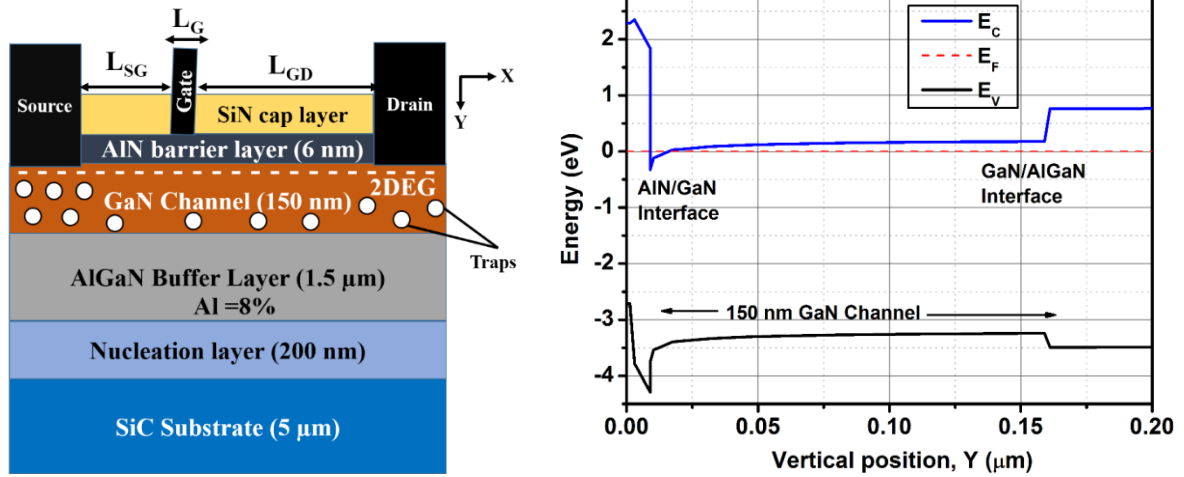 L_G
L_SG
L_GD
X
Y
Source
Gate
SiN cap layer
Drain
AlN barrier layer (6 nm)
2DEG
GaN Channel (150 nm)
Traps
AlGaN Buffer Layer (1.5 µm)
Al =8%
Nucleation layer (200 nm)
SiC Substrate (5 µm)
E_C
E_F
E_V
2
1
0
-1
-2
-3
-4
Energy (eV)
AlN/GaN
Interface
GaN/AlGaN
Interface
150 nm GaN Channel
0.00
0.05
0.10
0.15
0.20
Vertical position, Y (µm)